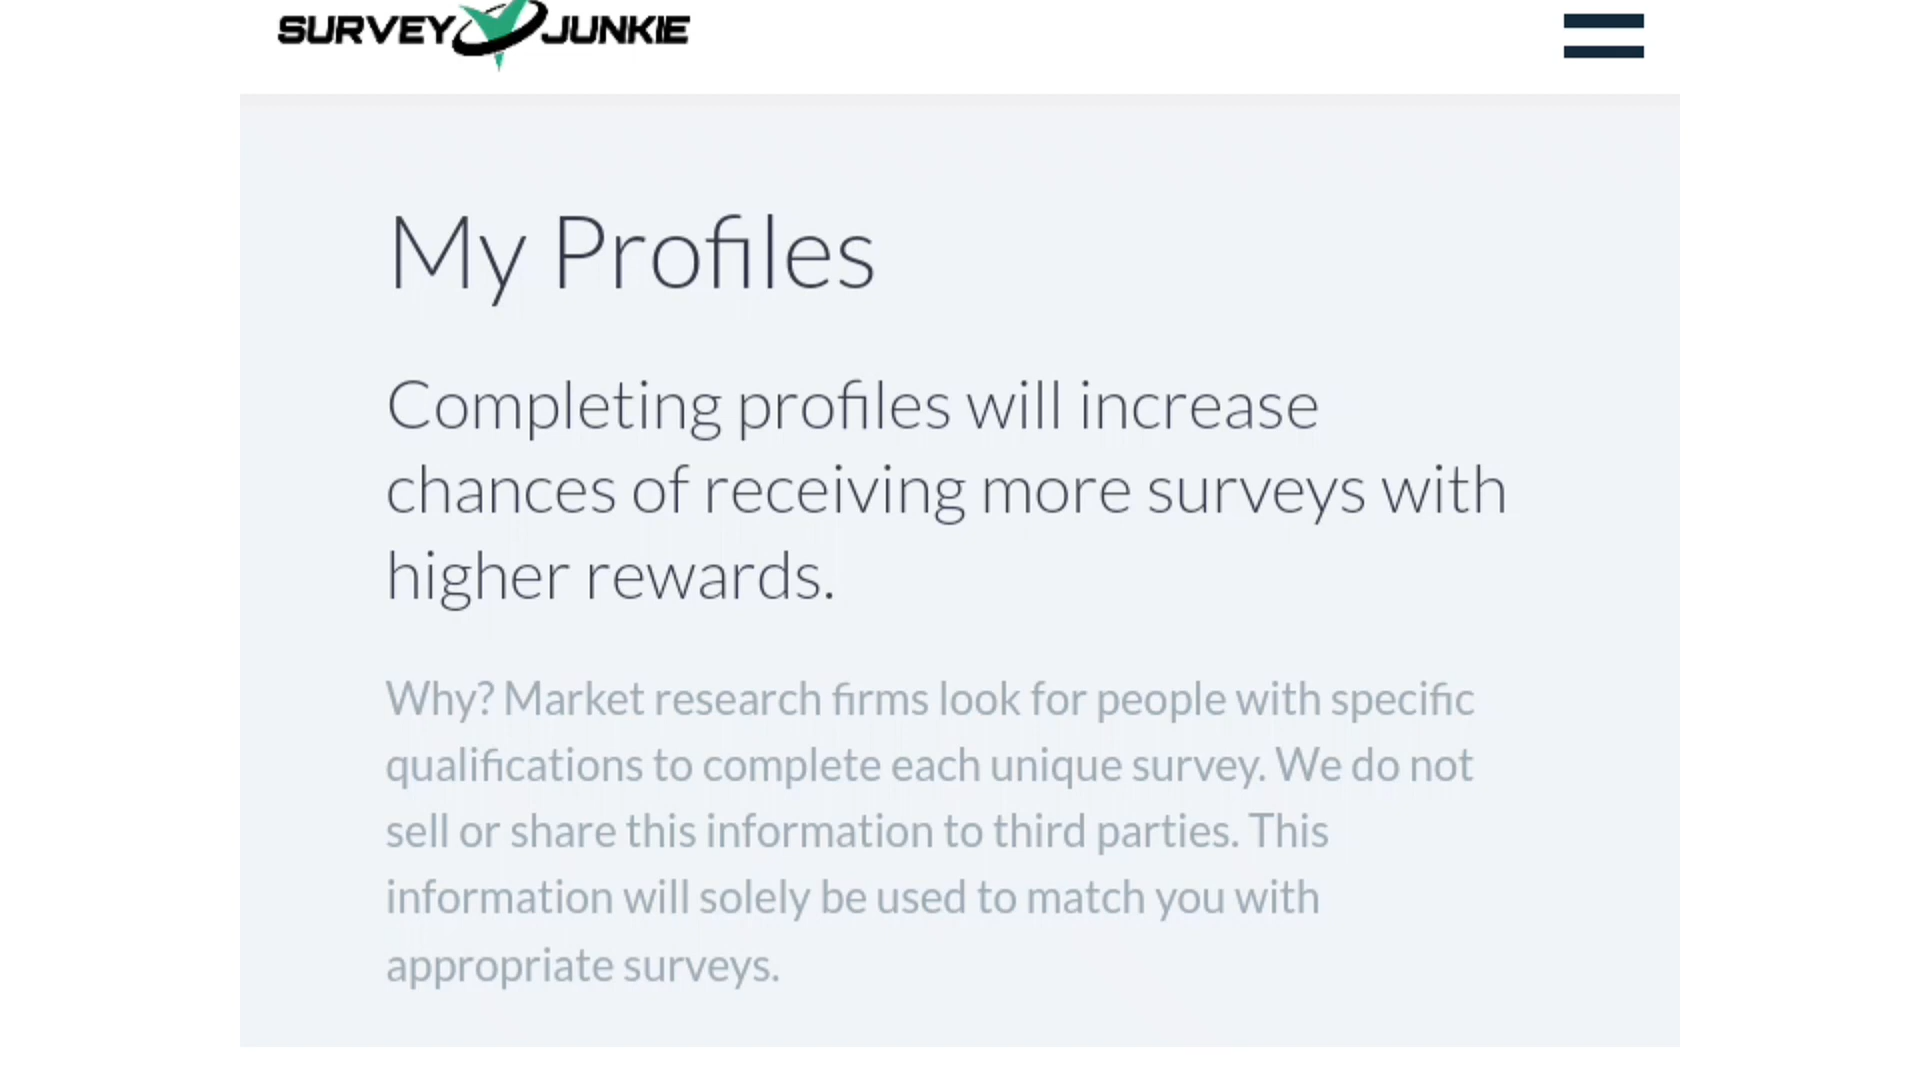 SURVEY JUNKIE
My Profiles
Completing profiles will increase
chances of receiving more surveys with
higher rewards.
Why? Market research firms look for people with specific
qualifications to complete each unique survey. We do not
sell or share this information to third parties. This
information will solely be used to match you with
appropriate surveys.